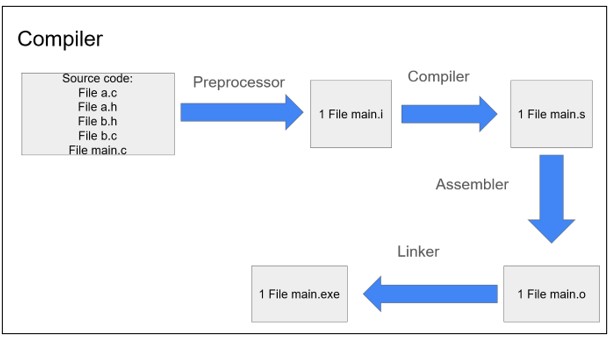 Compiler
Source code:
File a.c
File a.h
File b.h
File b.c
File main.c
Preprocessor
1 File main.i
Compiler
1 File main.s
Assembler
1 File main.o
Linker
1 File main.exe